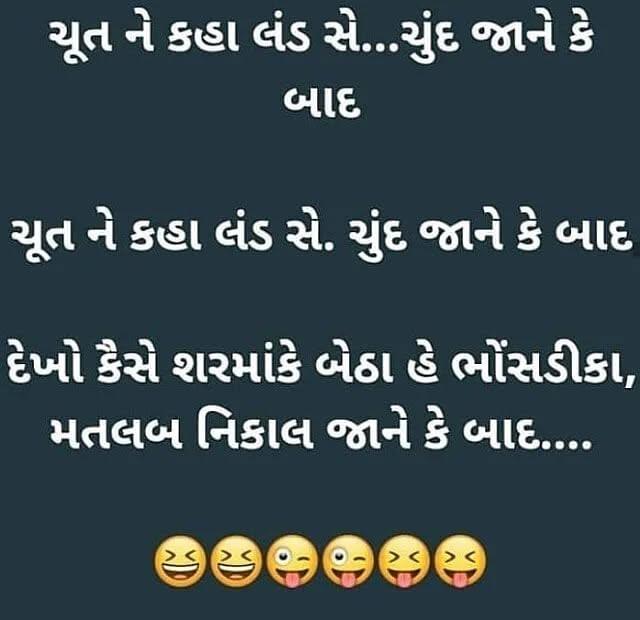 ચૂત ને કહા લંડ સે...ચુંદ જાને કે
બાદ
ચૂત ને કહા લંડ સે. ચુંદ જાને કે બાદ
દેખો કૈસે શરમાંકે બેઠા હે ભોંસડીકા,
મતલબ નિકાલ જાને કે બાદ....
😆😆😜😜😝😝